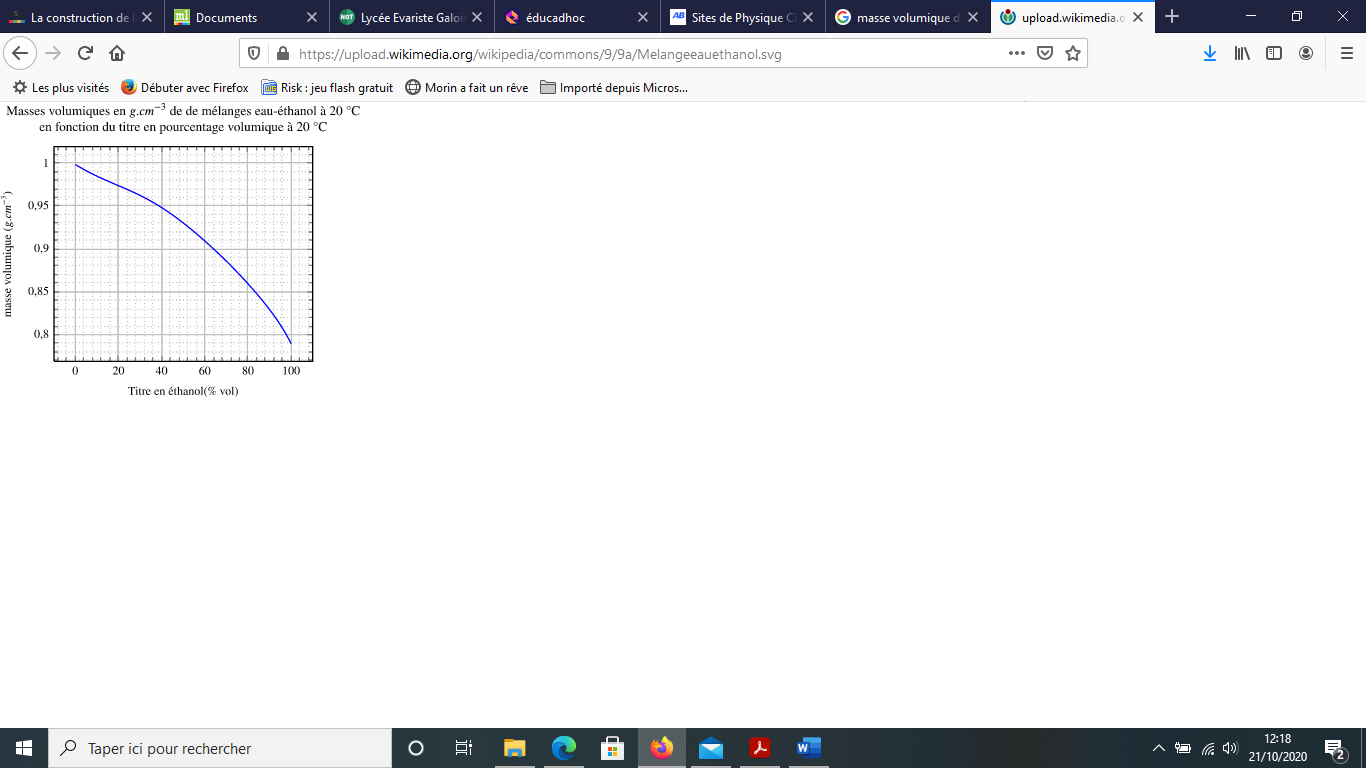 La construction de l
Documents
Lycée Evariste Galois
éducadhoc
Sites de Physique C
masse volumique d
upload.wikimedia.o
https://upload.wikimedia.org/wikipedia/commons/9/9a/Melangeeauethanol.svg
Les plus visités
Débuter avec Firefox
Risk : jeu flash gratuit
Morin a fait un rêve
Importé depuis Micros...
Masses volumiques en g.cm⁻³ de de mélanges eau-éthanol à 20 °C
en fonction du titre en pourcentage volumique à 20 °C
masse volumique (g.cm⁻³)
1
0,95
0,9
0,85
0,8
0 20 40 60 80 100
Titre en éthanol(% vol)
Taper ici pour rechercher
12:18
21/10/2020
2